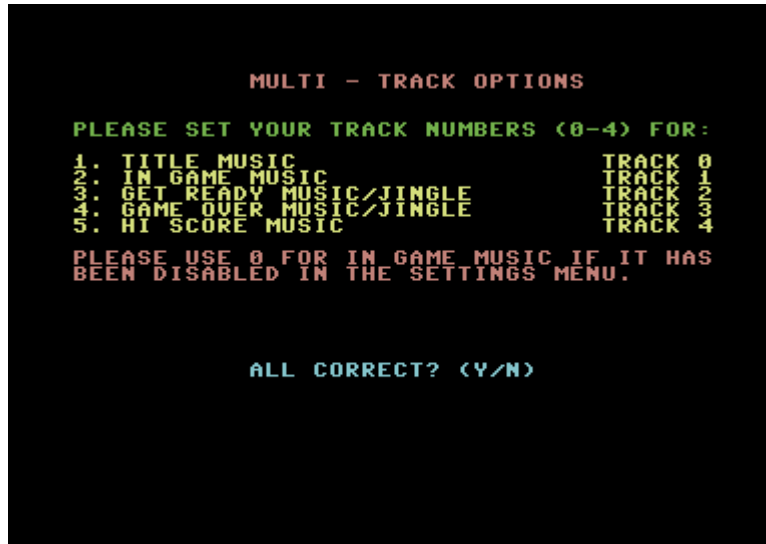 MULTI - TRACK OPTIONS
PLEASE SET YOUR TRACK NUMBERS (0-4) FOR:
1. TITLE MUSIC TRACK 0
2. IN GAME MUSIC TRACK 1
3. GET READY MUSIC/JINGLE TRACK 2
4. GAME OVER MUSIC/JINGLE TRACK 3
5. HI SCORE MUSIC TRACK 4
PLEASE USE 0 FOR IN GAME MUSIC IF IT HAS
BEEN DISABLED IN THE SETTINGS MENU.
ALL CORRECT? (Y/N)